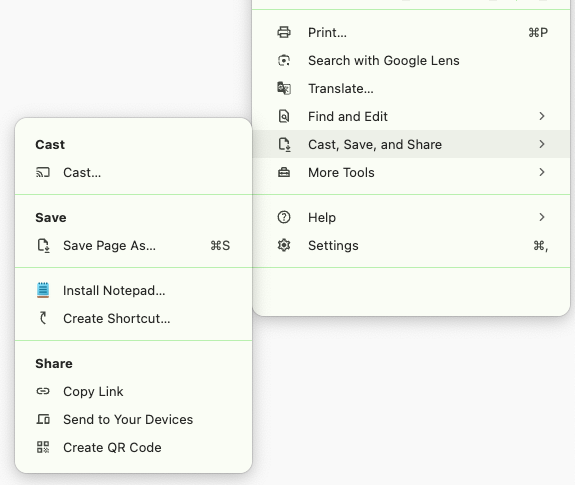 Print... ⌘P
Search with Google Lens
Translate...
Find and Edit
Cast, Save, and Share
More Tools
Help
Settings ⌘,
Cast
Cast...
Save
Save Page As... ⌘S
Install Notepad...
Create Shortcut...
Share
Copy Link
Send to Your Devices
Create QR Code